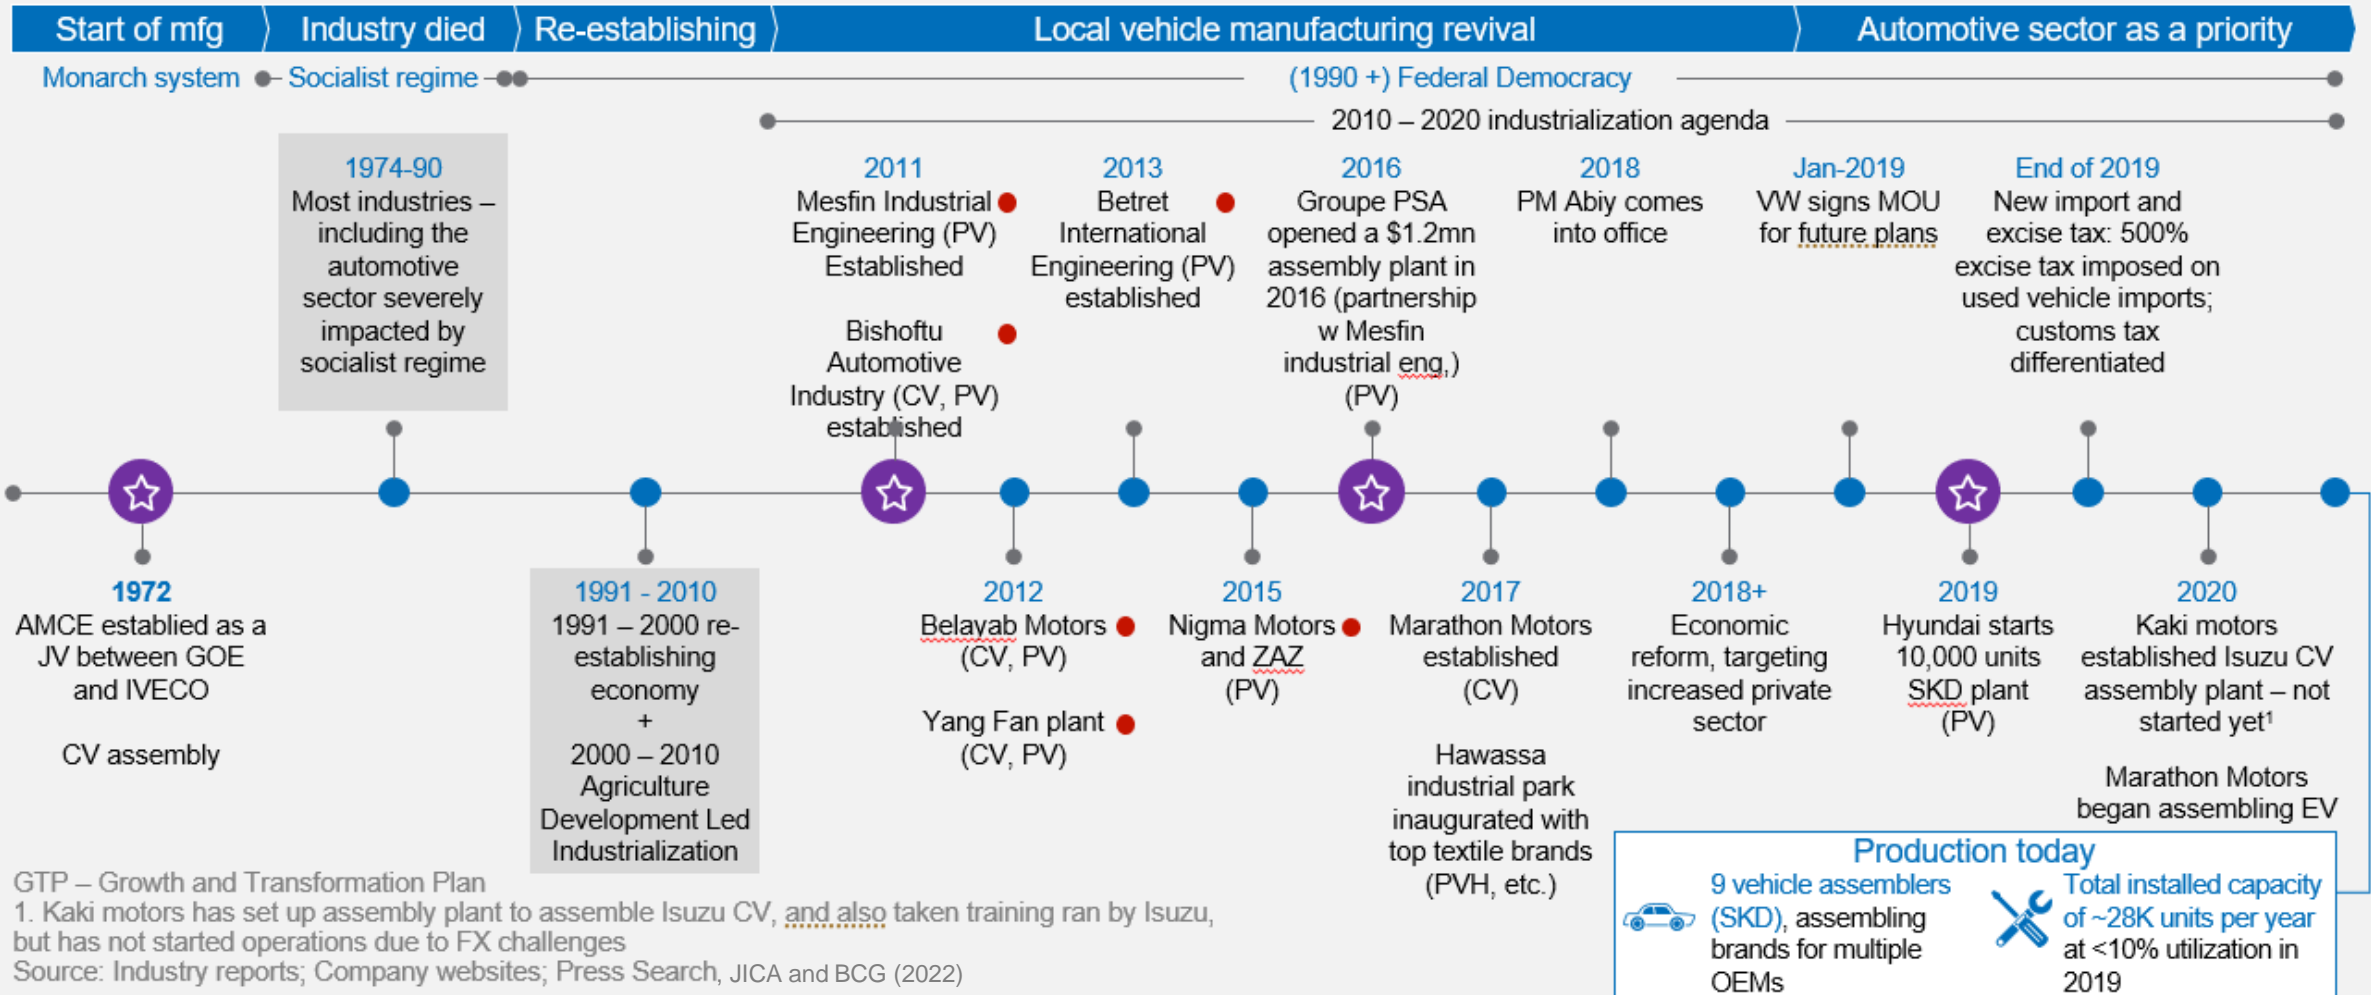 Start of mfg
Industry died
Re-establishing
Local vehicle manufacturing revival
Automotive sector as a priority
Monarch system
Socialist regime
(1990 +) Federal Democracy
2010 – 2020 industrialization agenda
1974-90
Most industries –
including the
automotive
sector severely
impacted by
socialist regime
2011
Mesfin Industrial
Engineering (PV)
Established
Bishoftu
Automotive
Industry (CV, PV)
established
2013
Betret
International
Engineering (PV)
established
2016
Groupe PSA
opened a $1.2mn
assembly plant in
2016 (partnership
w Mesfin
industrial eng,)
(PV)
2018
PM Abiy comes
into office
Jan-2019
VW signs MOU
for future plans
End of 2019
New import and
excise tax: 500%
excise tax imposed on
used vehicle imports;
customs tax
differentiated
1972
AMCE establied as a
JV between GOE
and IVECO
CV assembly
1991 - 2010
1991 – 2000 re-
establishing
economy
+
2000 – 2010
Agriculture
Development Led
Industrialization
2012
Belayab Motors
(CV, PV)
Yang Fan plant
(CV, PV)
2015
Nigma Motors
and ZAZ
(PV)
2017
Marathon Motors
established
(CV)
Hawassa
industrial park
inaugurated with
top textile brands
(PVH, etc.)
2018+
Economic
reform, targeting
increased private
sector
2019
Hyundai starts
10,000 units
SKD plant
(PV)
2020
Kaki motors
established Isuzu CV
assembly plant – not
started yet¹
Marathon Motors
began assembling EV
Production today
9 vehicle assemblers
(SKD), assembling
brands for multiple
OEMs
Total installed capacity
of ~28K units per year
at <10% utilization in
2019
GTP – Growth and Transformation Plan
1. Kaki motors has set up assembly plant to assemble Isuzu CV, and also taken training ran by Isuzu,
but has not started operations due to FX challenges
Source: Industry reports; Company websites; Press Search, JICA and BCG (2022)